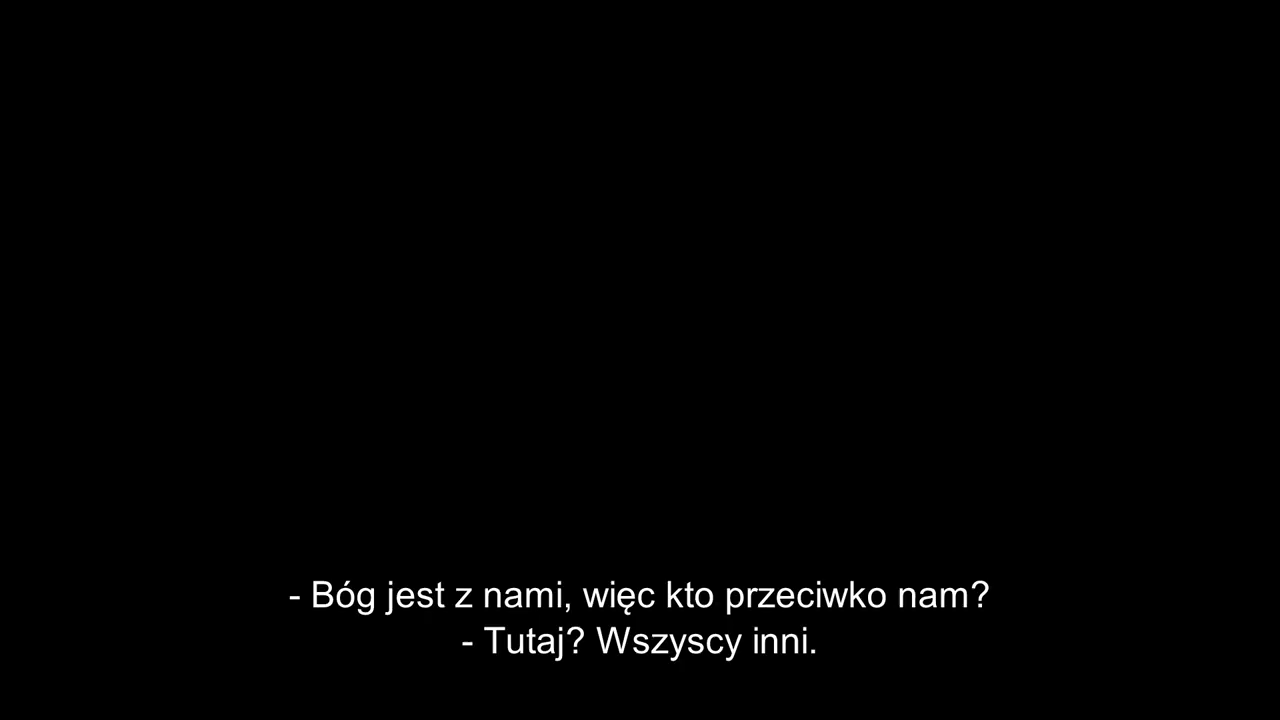 - Bóg jest z nami, więc kto przeciwko nam?
- Tutaj? Wszyscy inni.